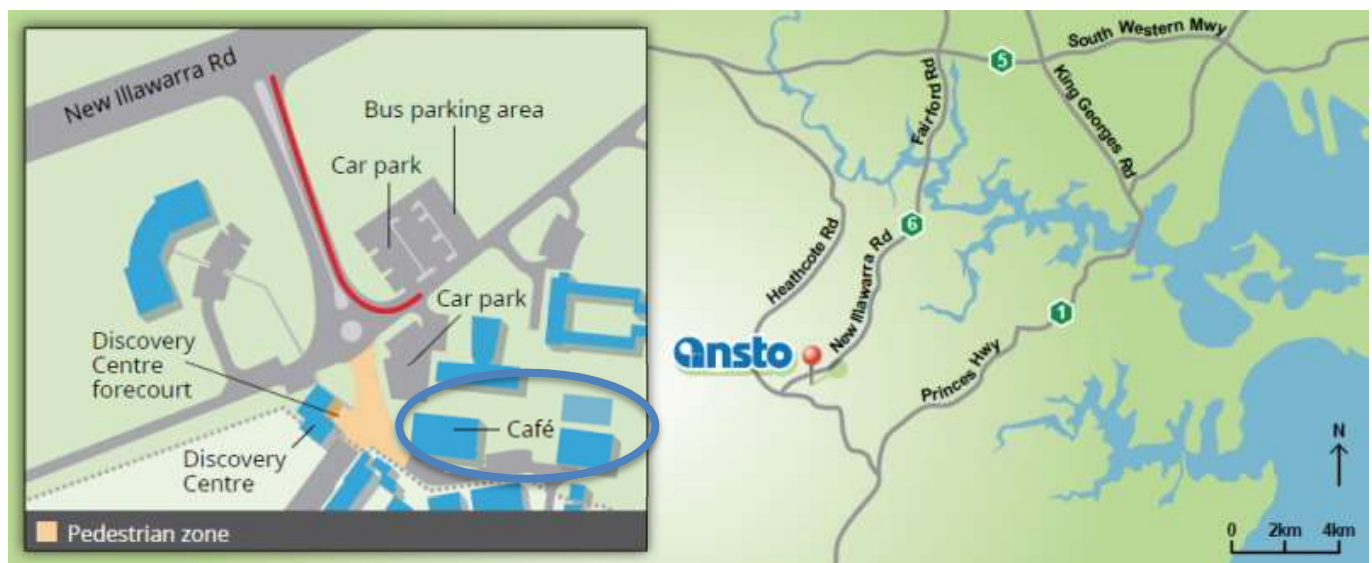 New Illawarra Rd
Bus parking area
Car park
Car park
Discovery
Centre
forecourt
Café
Discovery
Centre
Pedestrian zone
South Western Mwy
5
Fairford Rd
King Georges Rd
6
Heathcote Rd
New Illawarra Rd
1
ansto
Princes Hwy
N
0 2km 4km